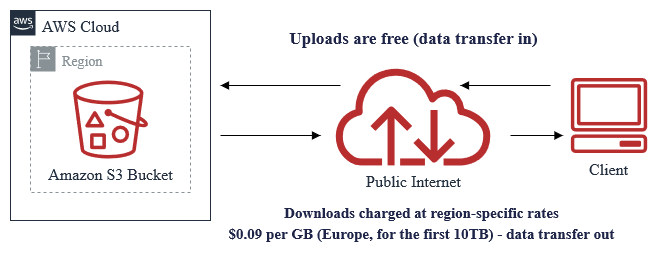 aws
AWS Cloud
Region
Amazon S3 Bucket
Uploads are free (data transfer in)
Public Internet
Client
Downloads charged at region-specific rates
$0.09 per GB (Europe, for the first 10TB) - data transfer out